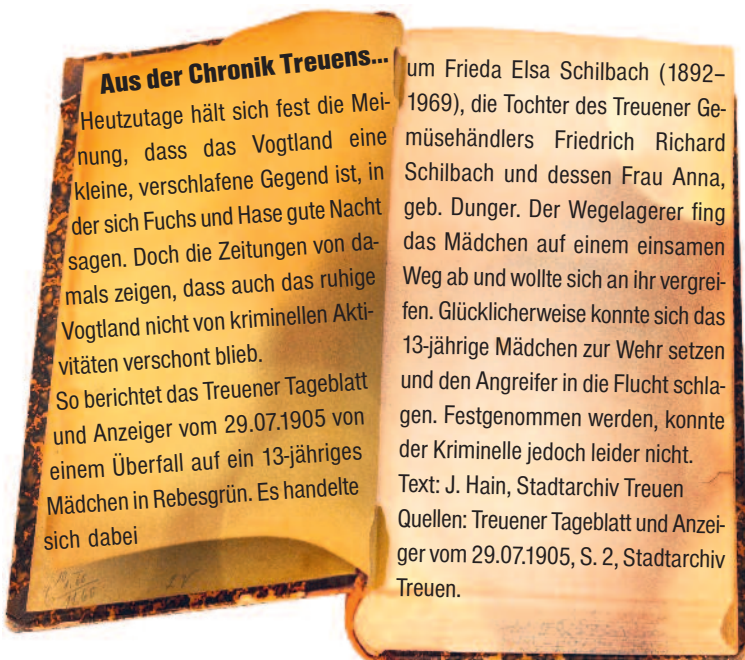 Aus der Chronik Treuens...
Heutzutage hält sich fest die Mei-
nung, dass das Vogtland eine
kleine, verschlafene Gegend ist, in
der sich Fuchs und Hase gute Nacht
sagen. Doch die Zeitungen von da-
mals zeigen, dass auch das ruhige
Vogtland nicht von kriminellen Akti-
vitäten verschont blieb.
So berichtet das Treuener Tageblatt
und Anzeiger vom 29.07.1905 von
einem Überfall auf ein 13-jähriges
Mädchen in Rebesgrün. Es handelte
sich dabei
um Frieda Elsa Schilbach (1892–
1969), die Tochter des Treuener Ge-
müsehändlers Friedrich Richard
Schilbach und dessen Frau Anna,
geb. Dunger. Der Wegelagerer fing
das Mädchen auf einem einsamen
Weg ab und wollte sich an ihr vergrei-
fen. Glücklicherweise konnte sich das
13-jährige Mädchen zur Wehr setzen
und den Angreifer in die Flucht schla-
gen. Festgenommen werden, konnte
der Kriminelle jedoch leider nicht.
Text: J. Hain, Stadtarchiv Treuen
Quellen: Treuener Tageblatt und Anzei-
ger vom 29.07.1905, S. 2, Stadtarchiv
Treuen.